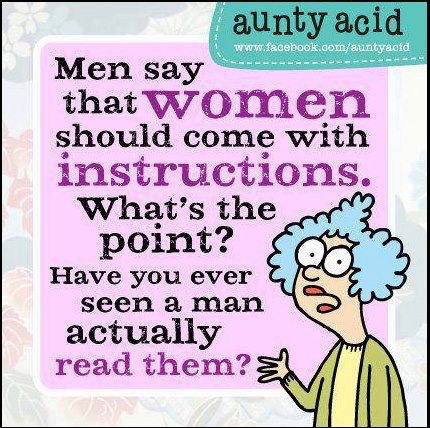 aunty acid
www.facebook.com/auntyacid
Men say
that women
should come with
instructions.
What's the
point?
Have you ever
seen a man
actually
read them?